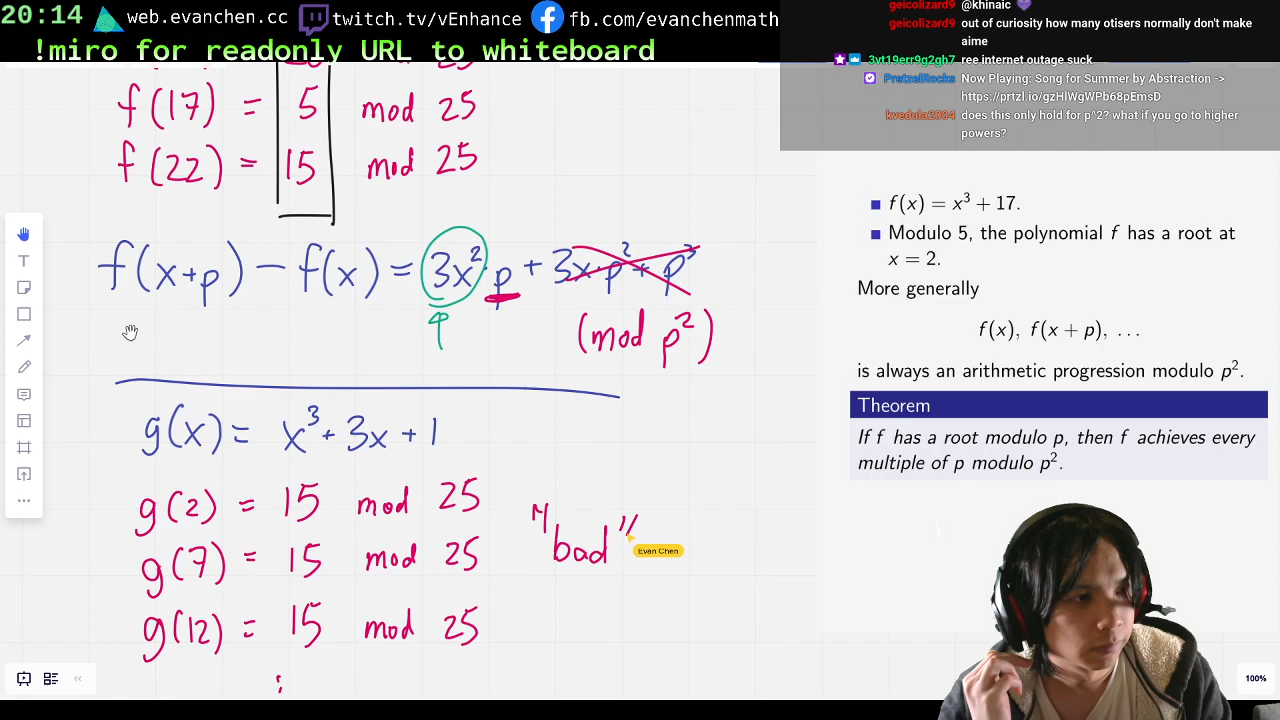 20:14
web.evanchen.cc
twitch.tv/vEnhance
fb.com/evanchenmath
!miro for readonly URL to whiteboard
geicolizard9 @khinaic
geicolizard9 out of curiosity how many otisers normally don't make
aime
3vt19err9g2gh7 ree internet outage suck
PretzelRocks Now Playing: Song for Summer by Abstraction ->
https://prtzl.io/gzHlWgWPb68pEmsD
kvedula2004 does this only hold for p^2? what if you go to higher
powers?
f(17) = 5 mod 25
f(22) = 15 mod 25
f(x+p) − f(x) = 3x²·p + 3x·p² + p³
(mod p²)
g(x) = x³ + 3x + 1
g(2) = 15 mod 25
g(7) = 15 mod 25
g(12) = 15 mod 25
"bad"
Evan Chen
f(x) = x³ + 17.
Modulo 5, the polynomial f has a root at
x = 2.
More generally
f(x), f(x + p), ...
is always an arithmetic progression modulo p².
Theorem
If f has a root modulo p, then f achieves every
multiple of p modulo p².
100%